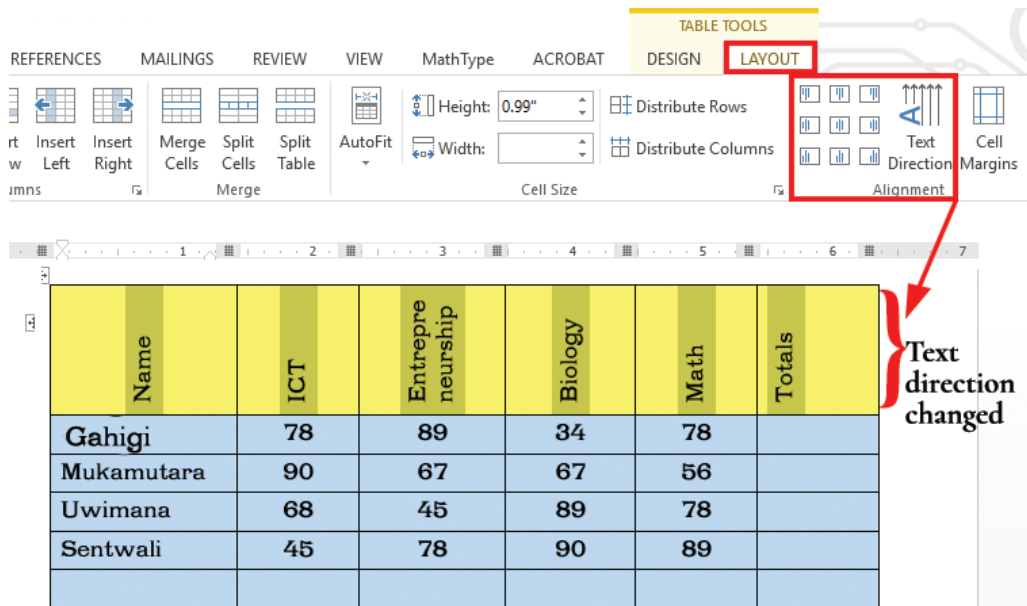 TABLE TOOLS
REFERENCES MAILINGS REVIEW VIEW MathType ACROBAT DESIGN LAYOUT
Insert Left
Insert Right
Merge Cells
Split Cells
Split Table
Merge
AutoFit
Height: 0.99"
Width:
Distribute Rows
Distribute Columns
Cell Size
Text Direction
Cell Margins
Alignment
1 2 3 4 5 6 7
Name ICT Entrepre neurship Biology Math Totals
Gahigi 78 89 34 78
Mukamutara 90 67 67 56
Uwimana 68 45 89 78
Sentwali 45 78 90 89
Text
direction
changed